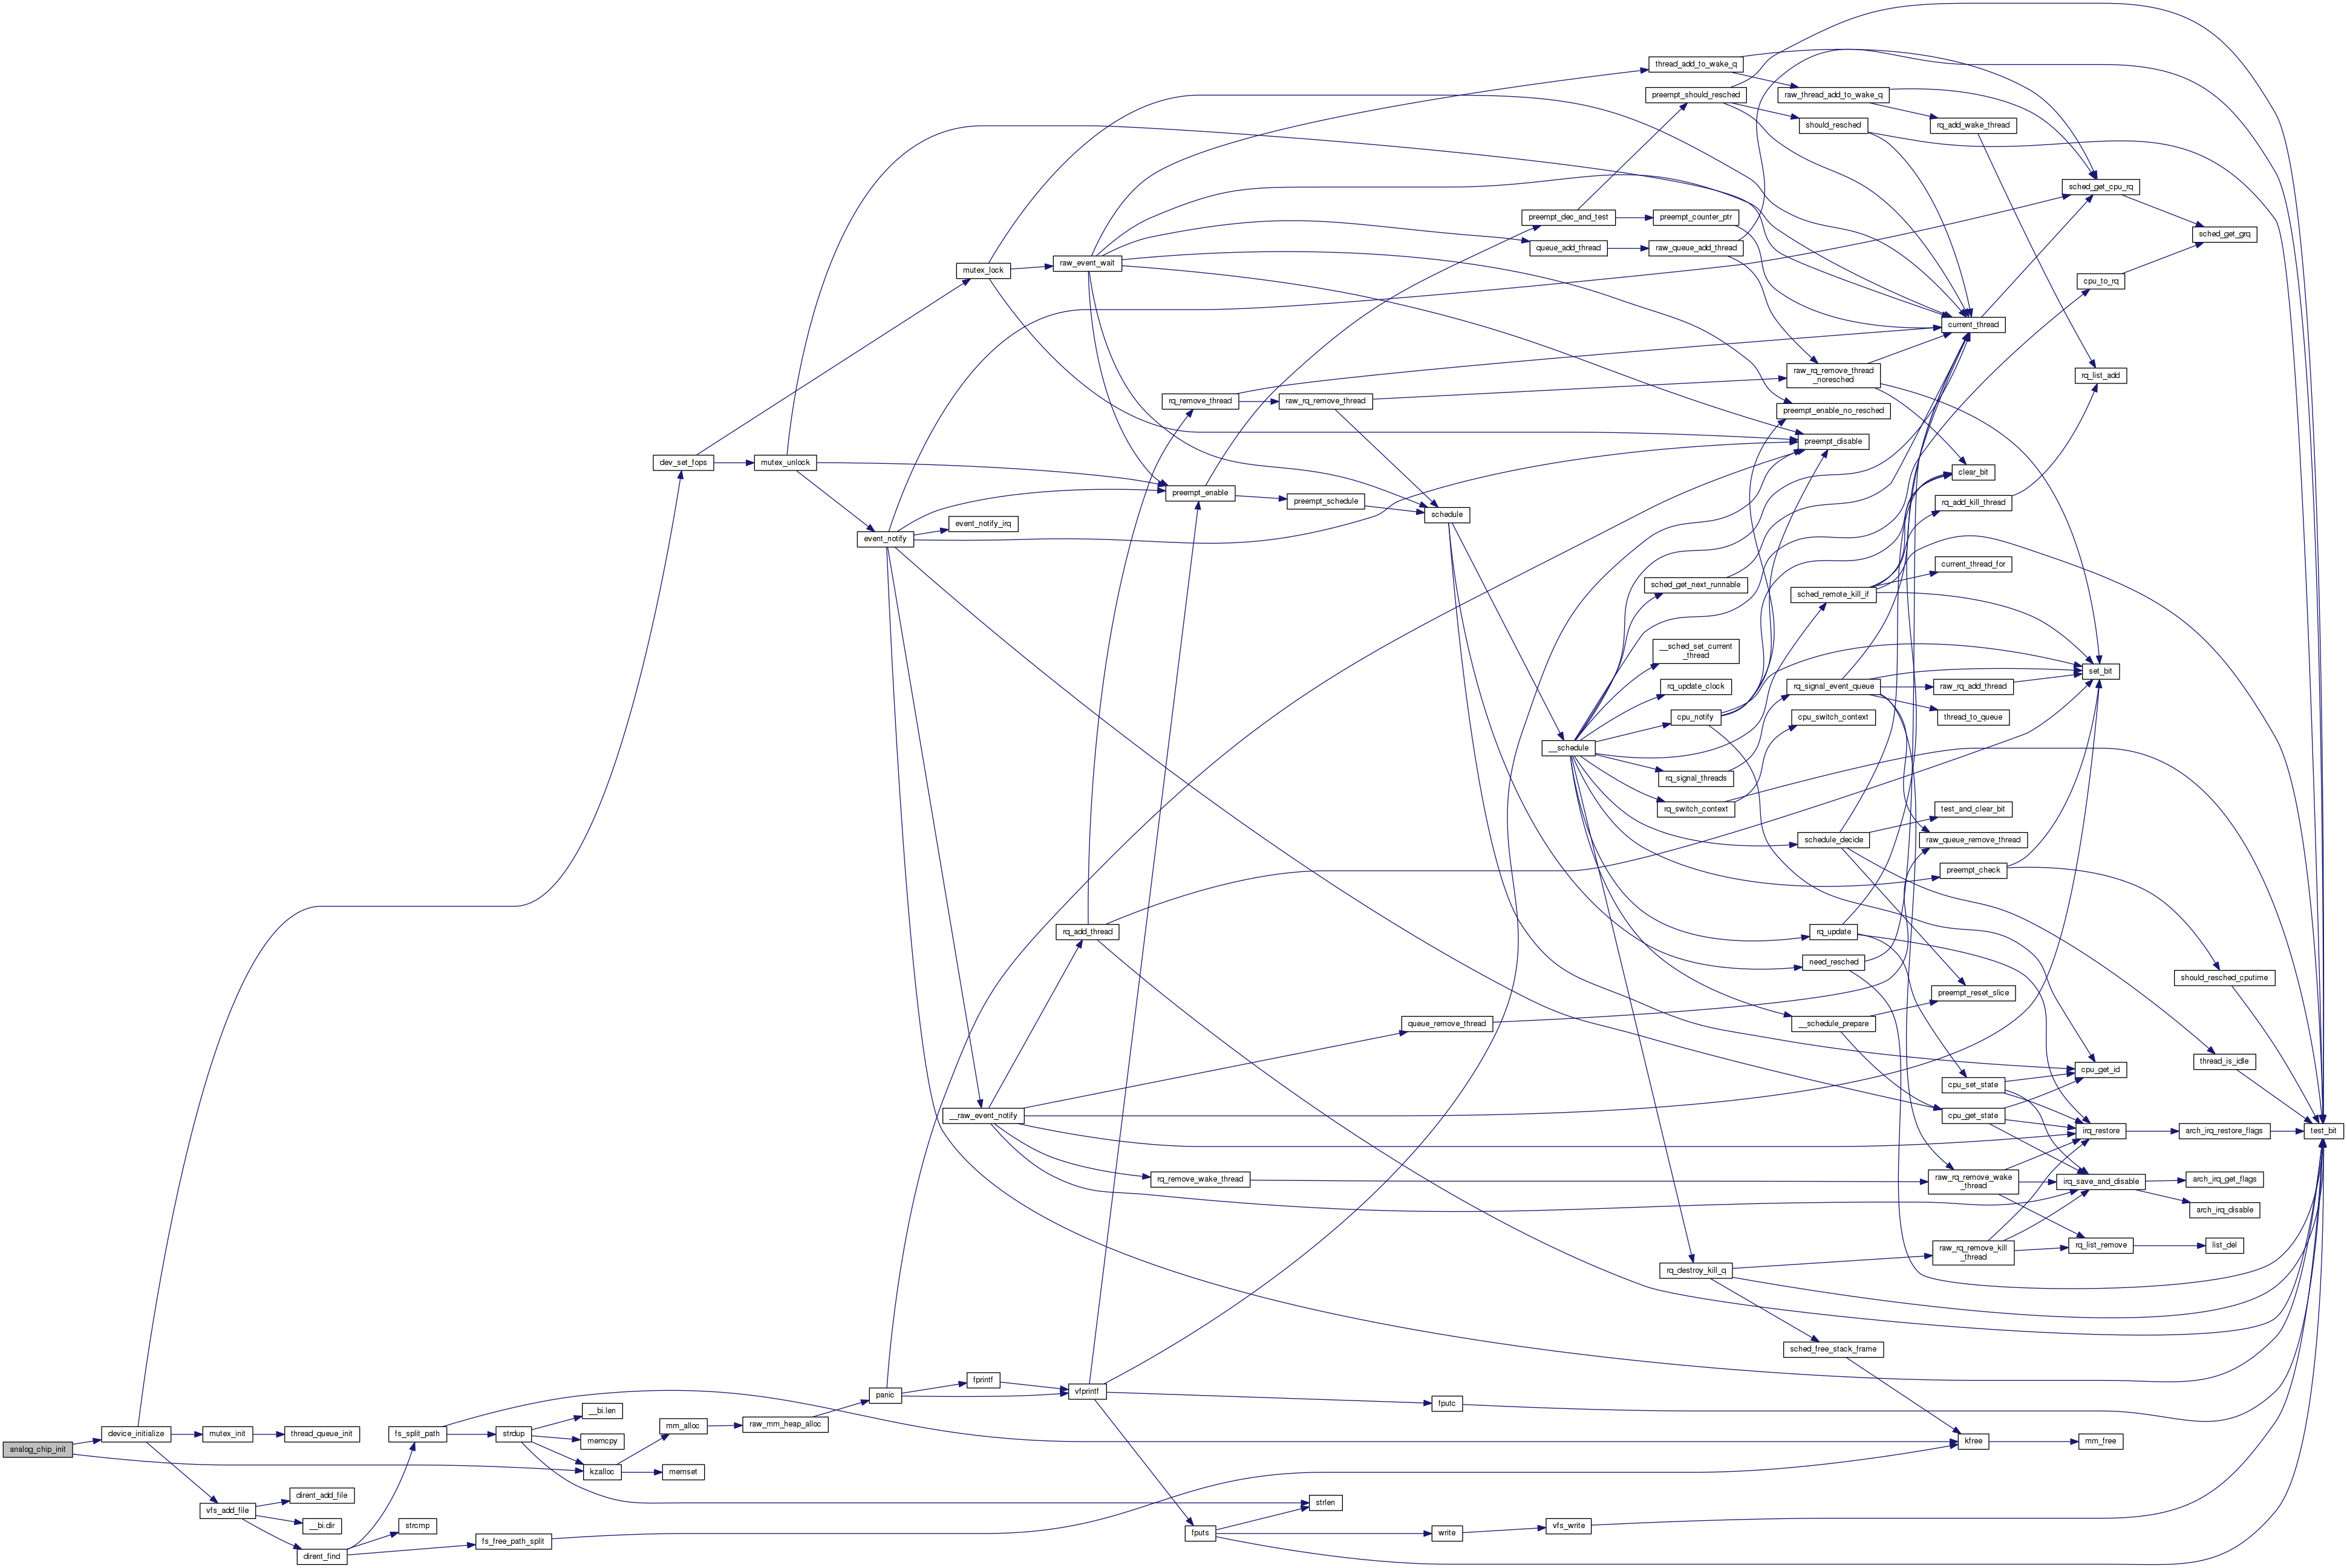 thread_add_to_wake_q
preempt_should_resched
raw_thread_add_to_wake_q
should_resched
rq_add_wake_thread
sched_get_cpu_rq
preempt_dec_and_test
preempt_counter_ptr
sched_get_grq
queue_add_thread
raw_queue_add_thread
mutex_lock
raw_event_wait
cpu_to_rq
current_thread
raw_rq_remove_thread
_noresched
rq_list_add
rq_remove_thread
raw_rq_remove_thread
preempt_enable_no_resched
preempt_disable
dev_set_fops
mutex_unlock
clear_bit
preempt_enable
preempt_schedule
rq_add_kill_thread
schedule
event_notify_irq
event_notify
current_thread_for
sched_get_next_runnable
sched_remote_kill_if
__sched_set_current
_thread
set_bit
rq_update_clock
rq_signal_event_queue
raw_rq_add_thread
cpu_notify
cpu_switch_context
thread_to_queue
__schedule
rq_signal_threads
rq_switch_context
test_and_clear_bit
schedule_decide
raw_queue_remove_thread
preempt_check
rq_add_thread
rq_update
need_resched
should_resched_cputime
preempt_reset_slice
queue_remove_thread
__schedule_prepare
thread_is_idle
cpu_get_id
cpu_set_state
__raw_event_notify
cpu_get_state
irq_restore
arch_irq_restore_flags
test_bit
rq_remove_wake_thread
raw_rq_remove_wake
_thread
irq_save_and_disable
arch_irq_get_flags
arch_irq_disable
raw_rq_remove_kill
_thread
rq_list_remove
list_del
rq_destroy_kill_q
sched_free_stack_frame
fprintf
panic
vfprintf
fputc
__bi.len
mm_alloc
raw_mm_heap_alloc
device_initialize
mutex_init
thread_queue_init
fs_split_path
strdup
memcpy
kfree
mm_free
analog_chip_init
kzalloc
memset
dirent_add_file
vfs_add_file
strlen
__bi.dir
strcmp
vfs_write
fputs
write
fs_free_path_split
dirent_find